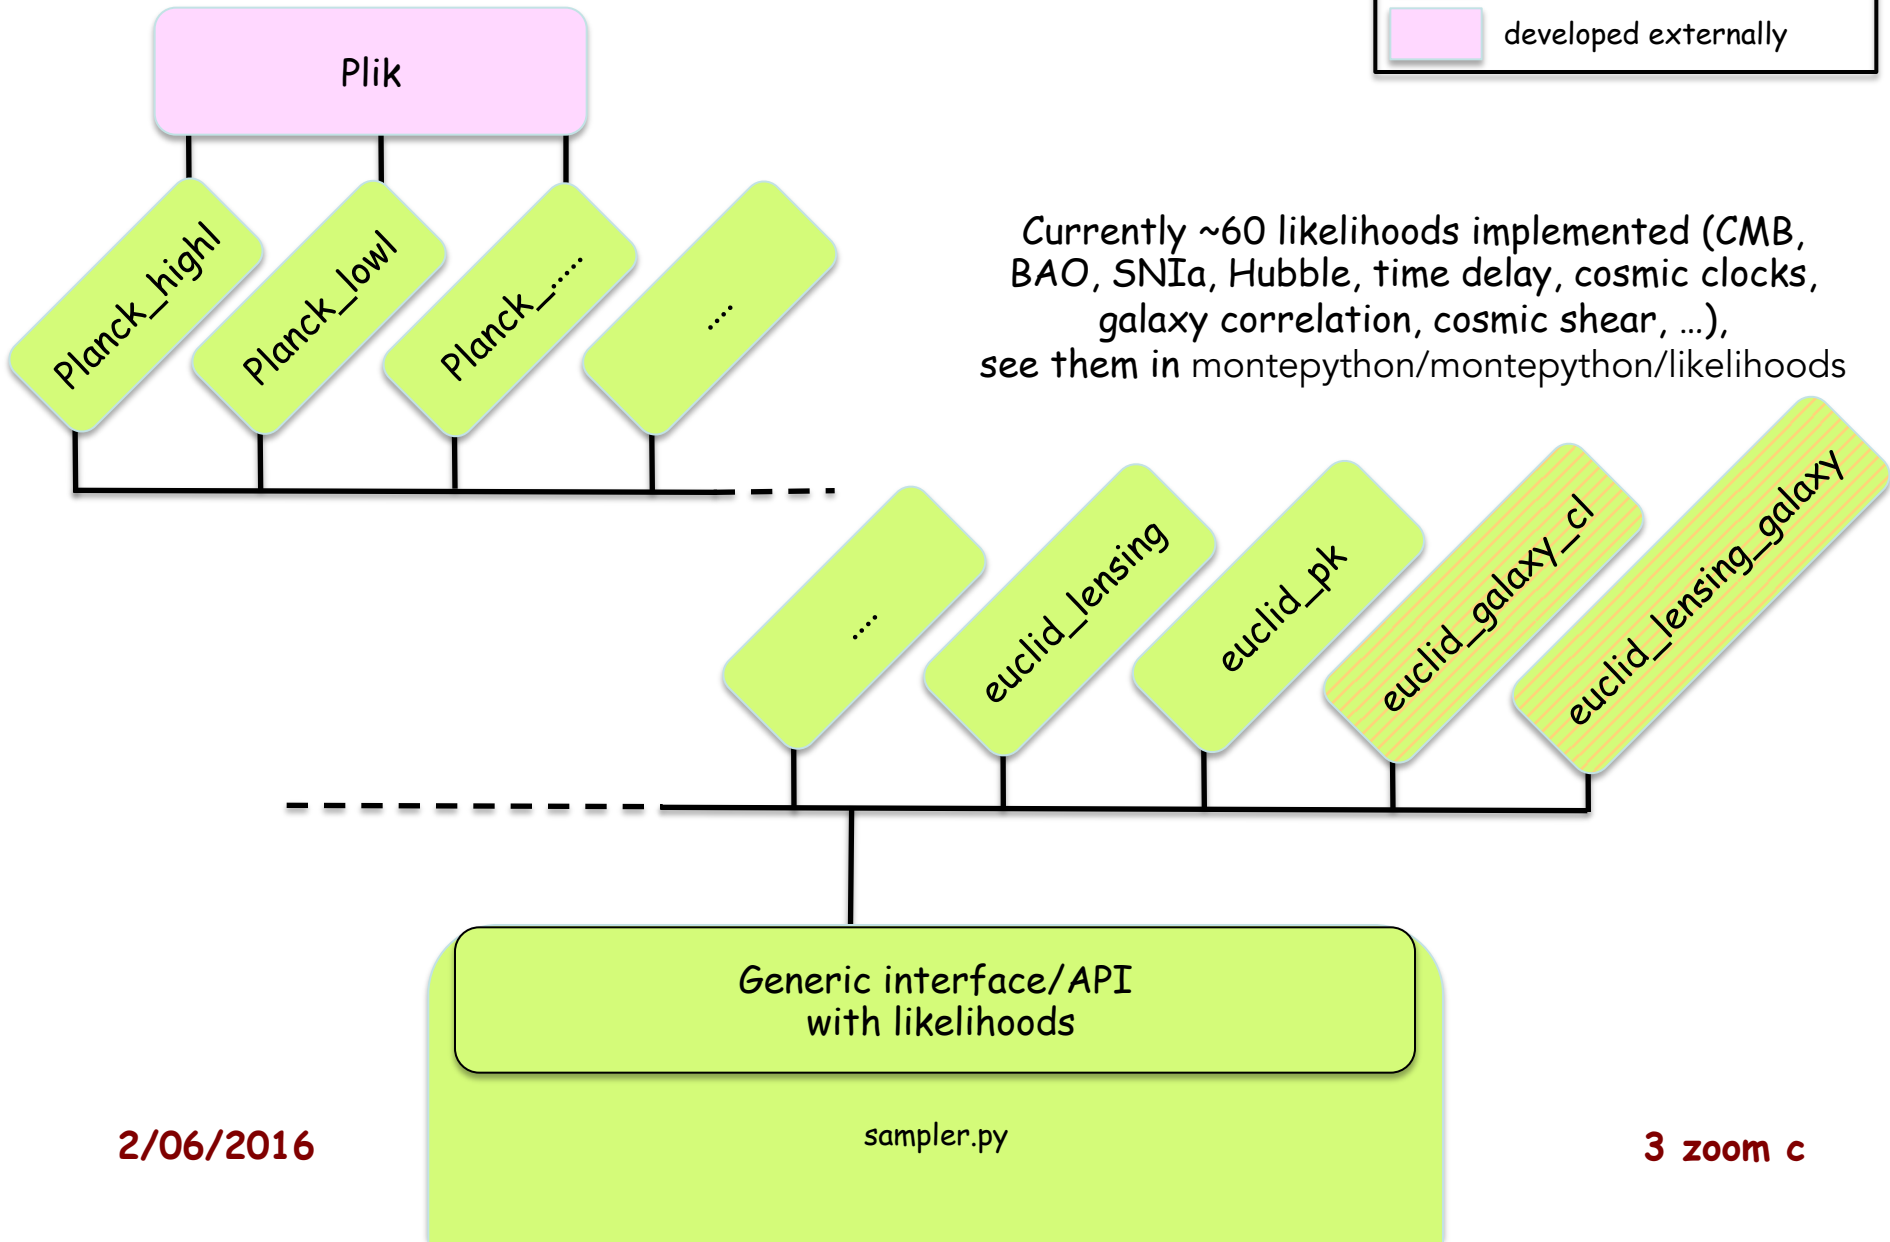 developed externally
Plik
Planck_highl
Planck_lowl
Planck_.....
....
Currently ~60 likelihoods implemented (CMB,
BAO, SNIa, Hubble, time delay, cosmic clocks,
galaxy correlation, cosmic shear, ...),
see them in montepython/montepython/likelihoods
....
euclid_lensing
euclid_pk
euclid_galaxy_cl
euclid_lensing_galaxy
Generic interface/API
with likelihoods
sampler.py
2/06/2016
3 zoom c